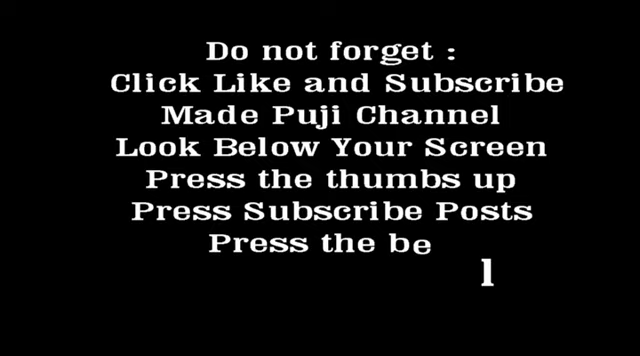 Do not forget :
Click Like and Subscribe
Made Puji Channel
Look Below Your Screen
Press the thumbs up
Press Subscribe Posts
Press the be
l